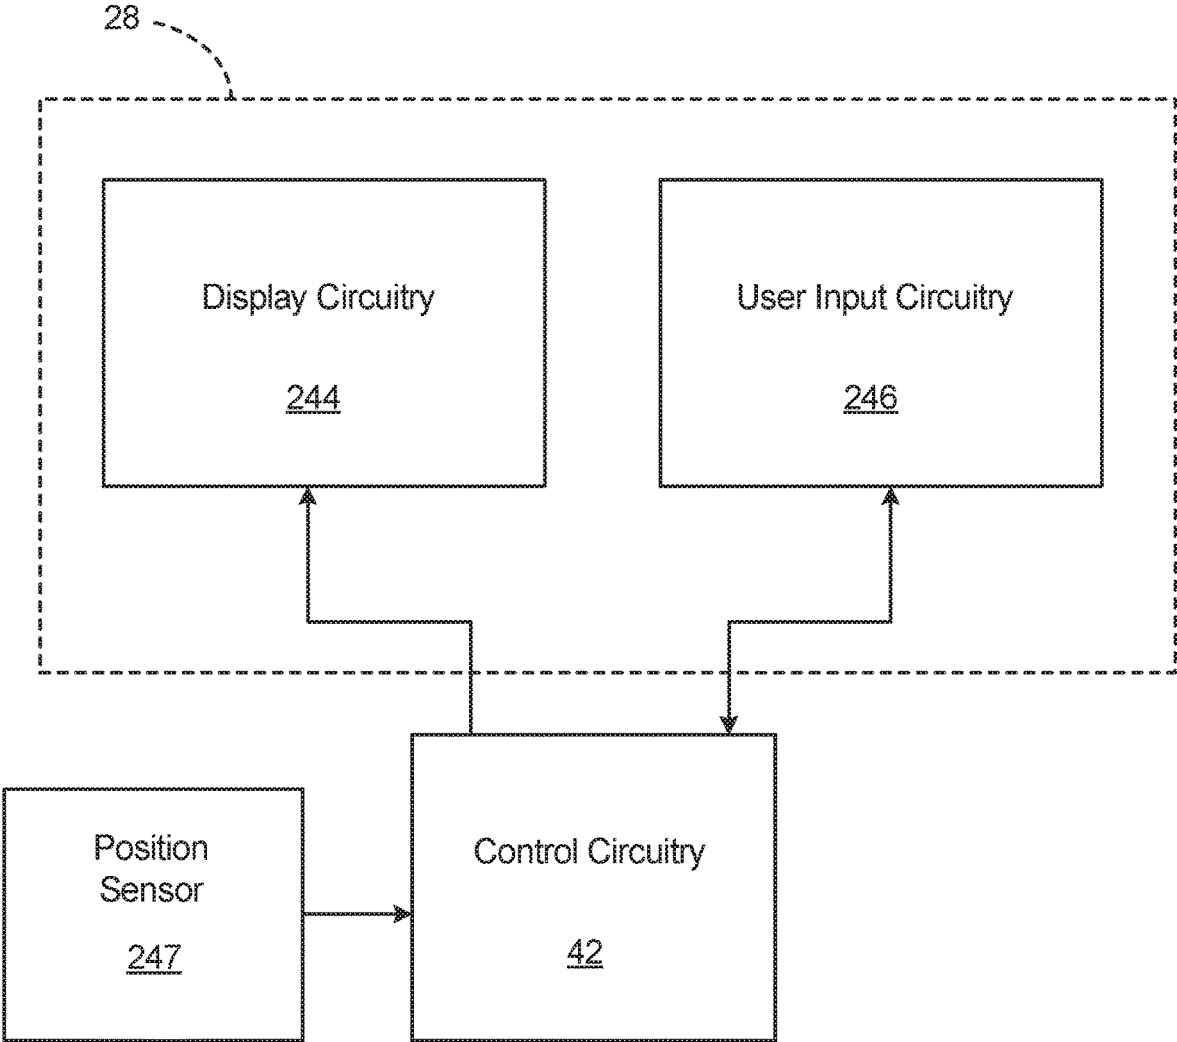 28
Display Circuitry
244
User Input Circuitry
246
Position
Sensor
247
Control Circuitry
42